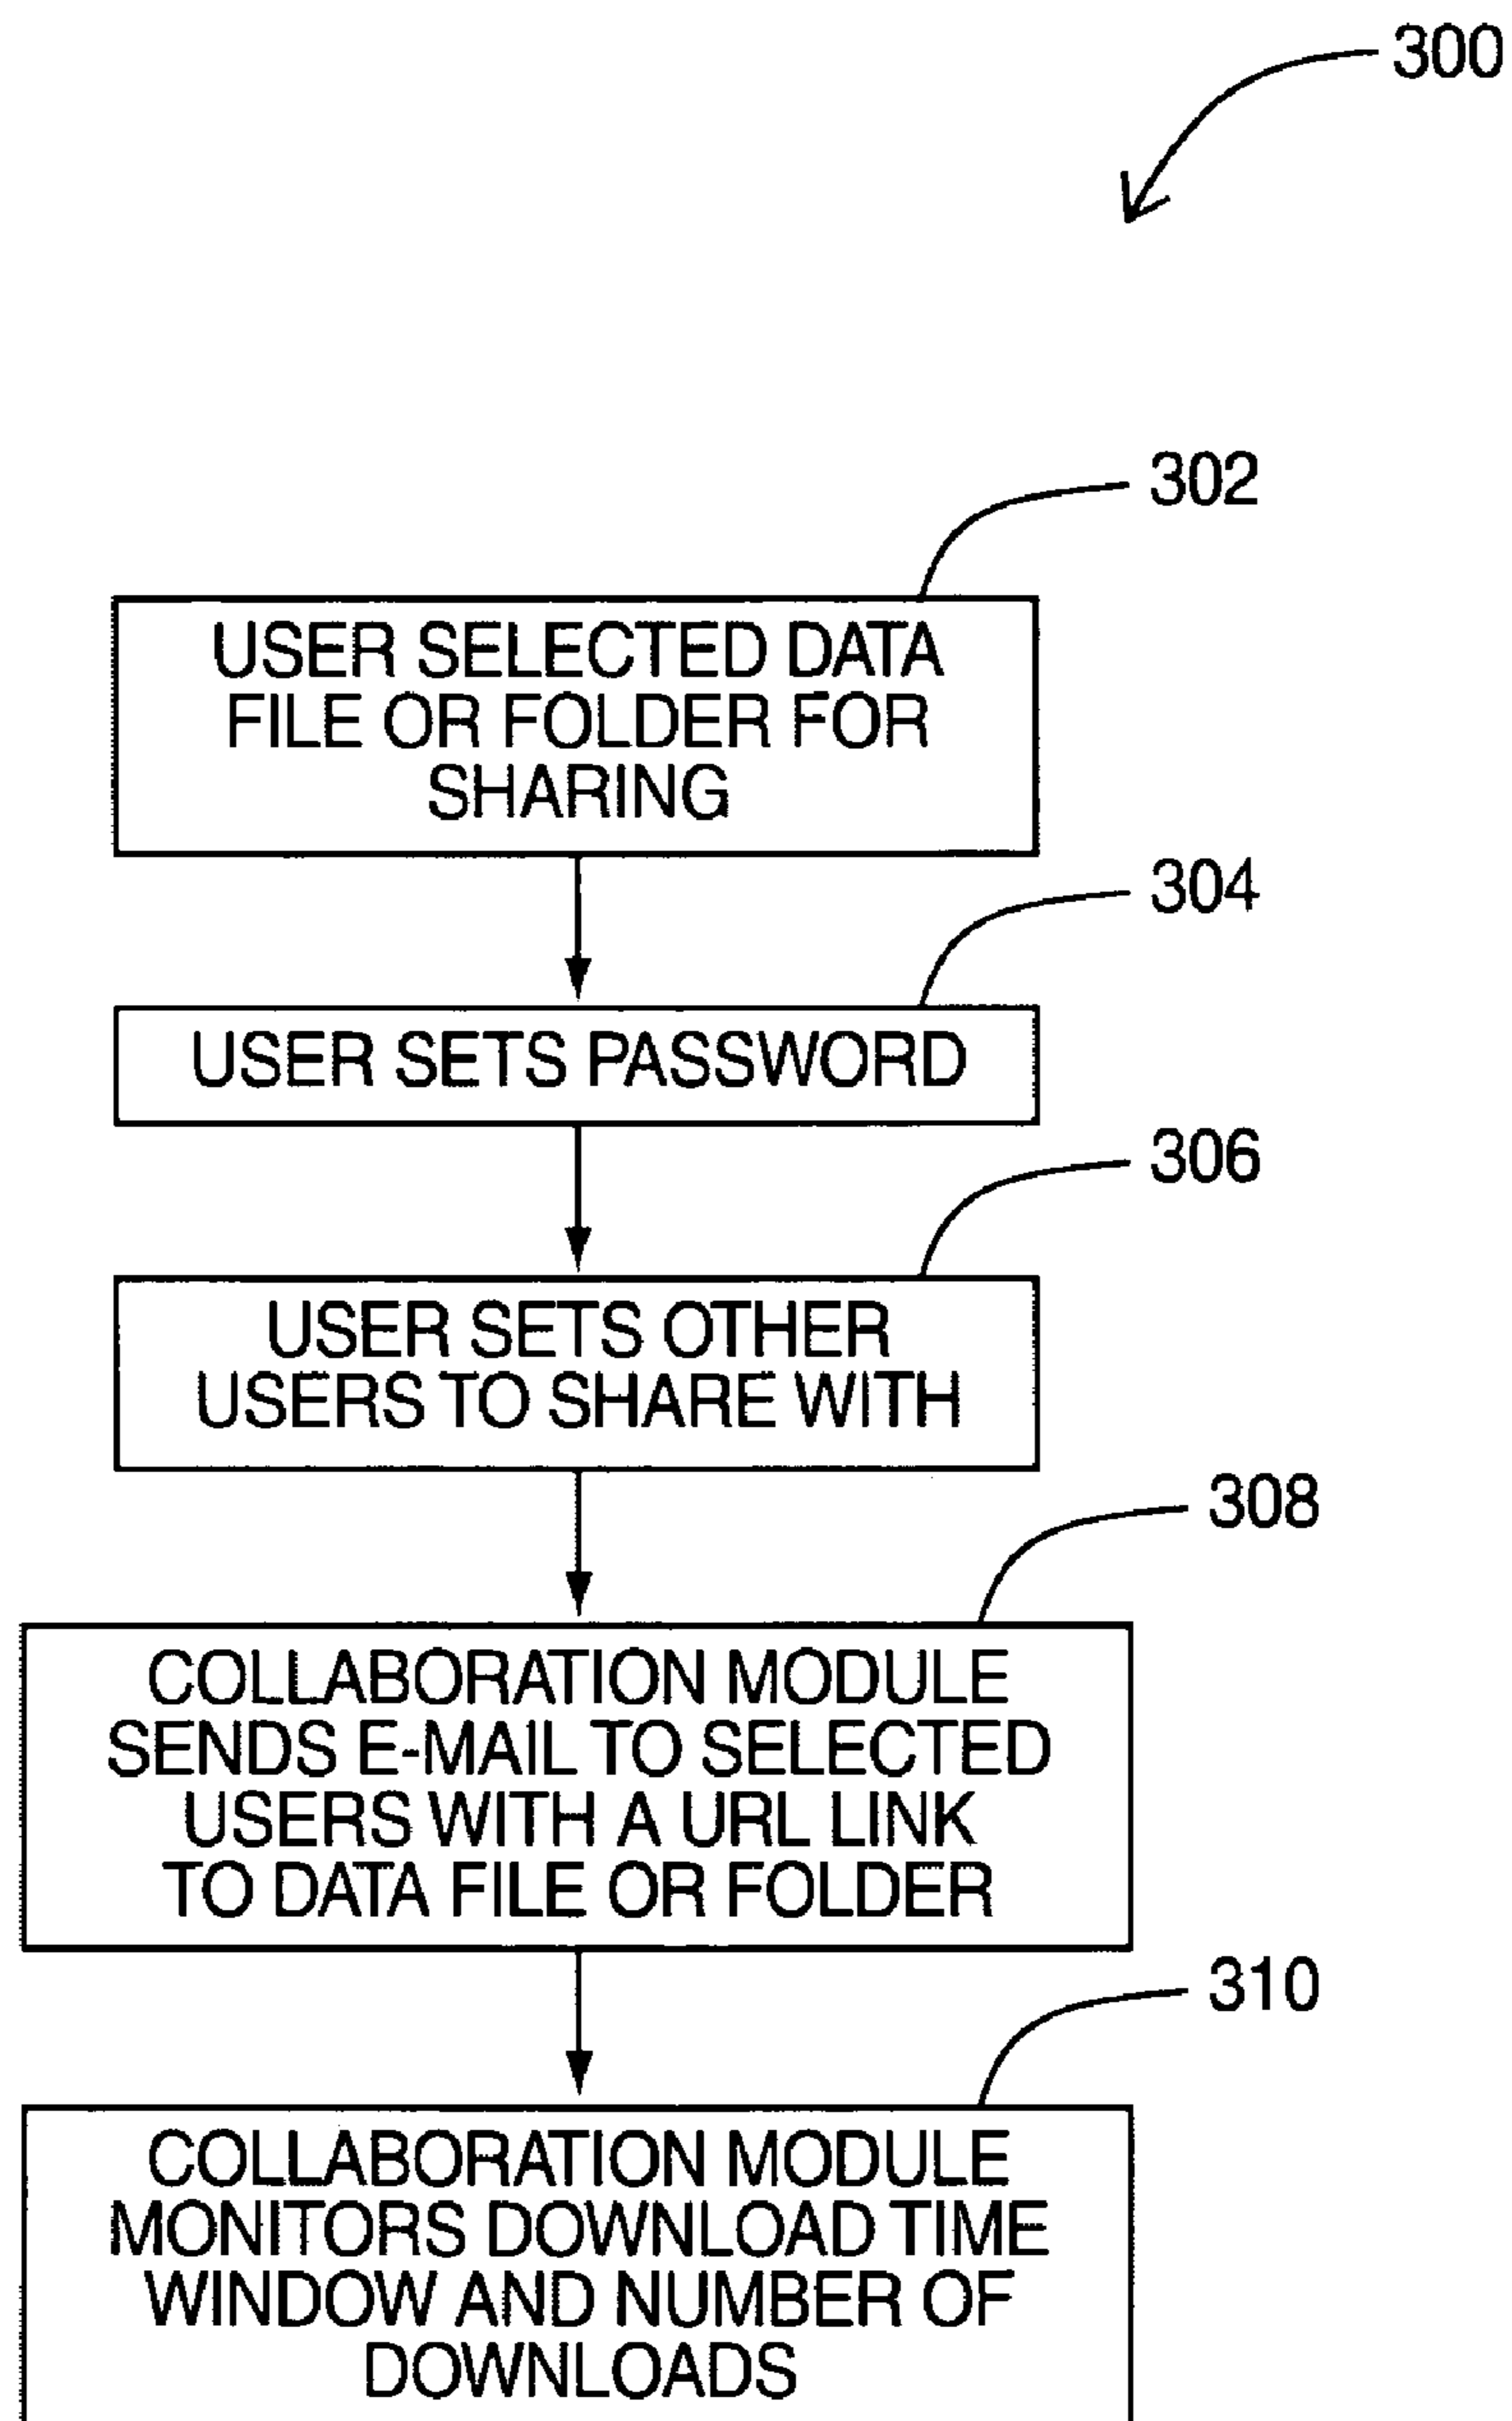 300
302
USER SELECTED DATA
FILE OR FOLDER FOR
SHARING
304
USER SETS PASSWORD
306
USER SETS OTHER
USERS TO SHARE WITH
308
COLLABORATION MODULE
SENDS E-MAIL TO SELECTED
USERS WITH A URL LINK
TO DATA FILE OR FOLDER
310
COLLABORATION MODULE
MONITORS DOWNLOAD TIME
WINDOW AND NUMBER OF
DOWNLOADS